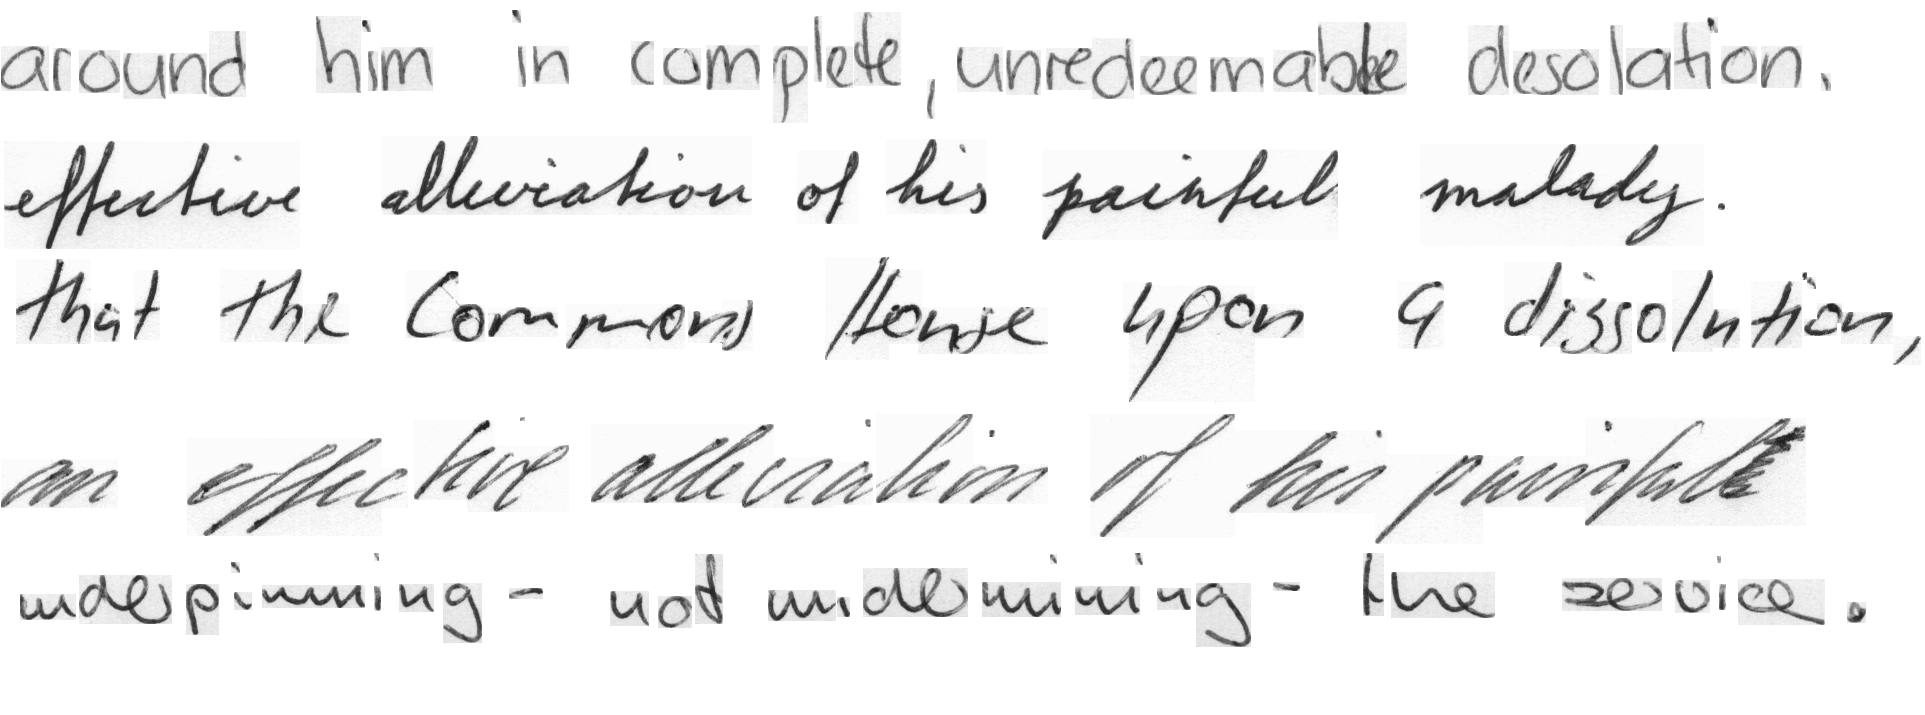 around him in complete, unredeemable desolation.
effective alleviation of his painful malady.
that the Commons House upon a dissolution,
an effective alleviation of his painful
underpinning - not undermining - the service.